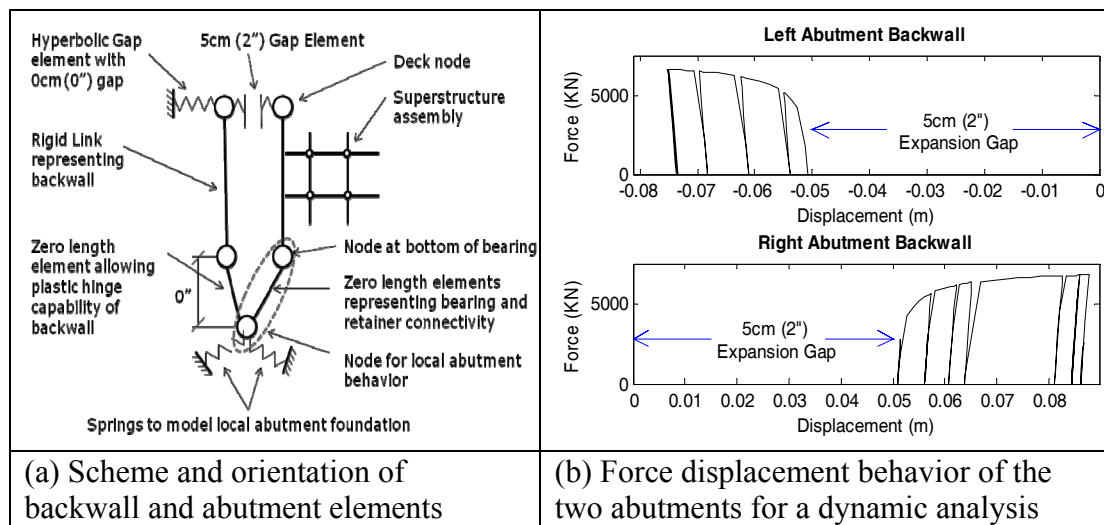 Hyperbolic Gap
element with
0cm (0") gap
5cm (2") Gap Element
Deck node
Superstructure
assembly
Rigid Link
representing
backwall
Zero length
element allowing
plastic hinge
capability of
backwall
0"
Node at bottom of bearing
Zero length elements
representing bearing and
retainer connectivity
Node for local abutment
behavior
Springs to model local abutment foundation
Left Abutment Backwall
Force (KN)
5000
0
5cm (2")
Expansion Gap
-0.08 -0.07 -0.06 -0.05 -0.04 -0.03 -0.02 -0.01 0
Displacement (m)
Right Abutment Backwall
Force (KN)
5000
0
5cm (2")
Expansion Gap
0 0.01 0.02 0.03 0.04 0.05 0.06 0.07 0.08
Displacement (m)
(a) Scheme and orientation of
backwall and abutment elements
(b) Force displacement behavior of the
two abutments for a dynamic analysis